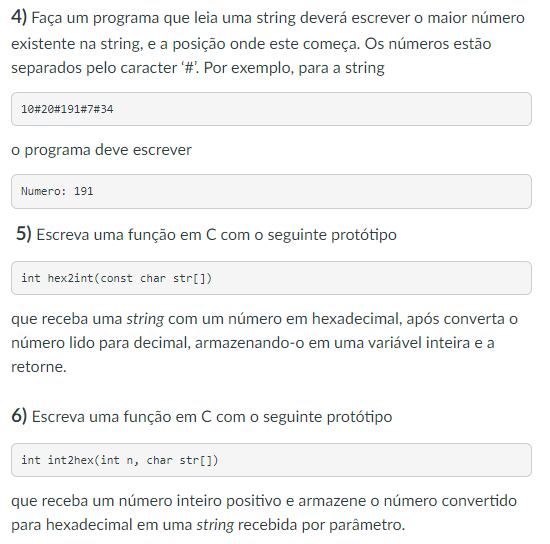 4) Faça um programa que leia uma string deverá escrever o maior número
existente na string, e a posição onde este começa. Os números estão
separados pelo caracter ‘#’. Por exemplo, para a string
10#20#191#7#34
o programa deve escrever
Numero: 191
5) Escreva uma função em C com o seguinte protótipo
int hex2int(const char str[])
que receba uma string com um número em hexadecimal, após converta o
número lido para decimal, armazenando-o em uma variável inteira e a
retorne.
6) Escreva uma função em C com o seguinte protótipo
int int2hex(int n, char str[])
que receba um número inteiro positivo e armazene o número convertido
para hexadecimal em uma string recebida por parâmetro.